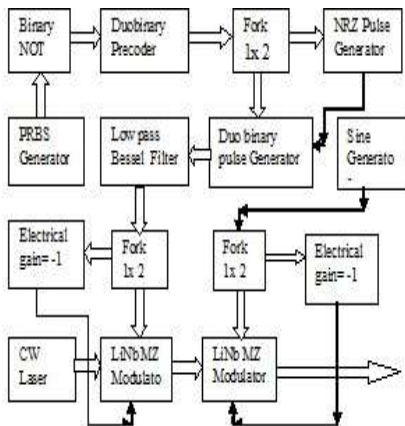 Binary
NOT
Duobinary
Precoder
Fork
1x 2
NRZ Pulse
Generator
PRBS
Generator
Low pass
Bessel Filter
Duo binary
pulse Generator
Sine
Generato
-
Electrical
gain= -1
Fork
1x 2
Fork
1x 2
Electrical
gain= -1
CW
Laser
LiNb MZ
Modulato
LiNb MZ
Modulator